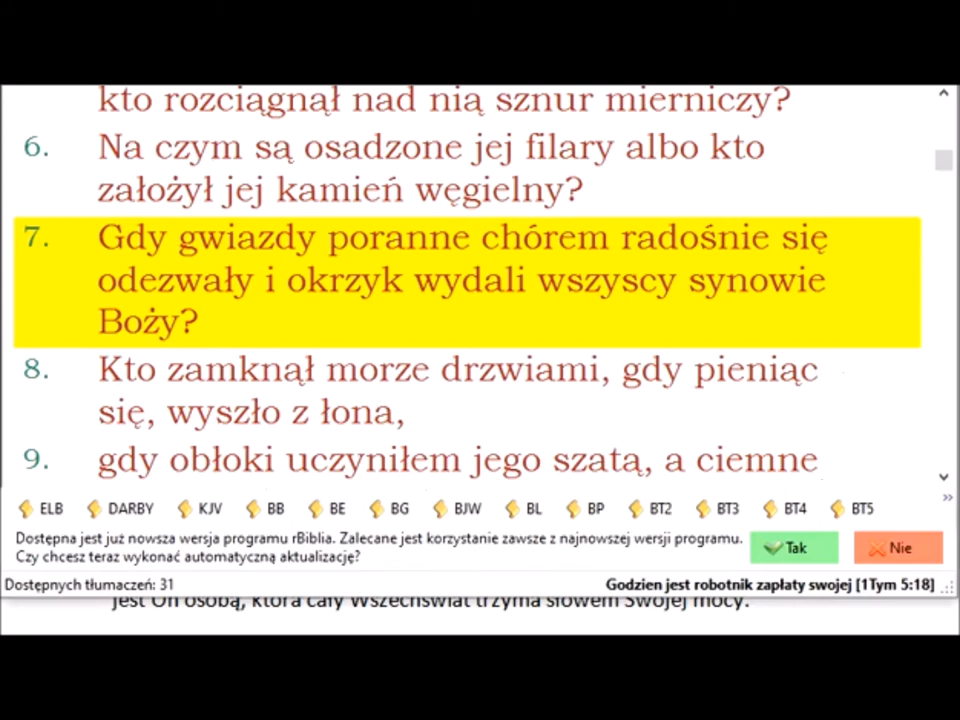 kto rozciągnął nad nią sznur mierniczy?
6. Na czym są osadzone jej filary albo kto
założył jej kamień węgielny?
7. Gdy gwiazdy poranne chórem radośnie się
odezwały i okrzyk wydali wszyscy synowie
Boży?
8. Kto zamknął morze drzwiami, gdy pieniąc
się, wyszło z łona,
9. gdy obłoki uczyniłem jego szatą, a ciemne
ELB DARBY KJV BB BE BG BJW BL BP BT2 BT3 BT4 BT5
Dostępna jest już nowsza wersja programu rBiblia. Zalecane jest korzystanie zawsze z najnowszej wersji programu.
Czy chcesz teraz wykonać automatyczną aktualizację?
Tak Nie
Dostępnych tłumaczeń: 31 Godzien jest robotnik zapłaty swojej [1Tym 5:18]
jest On osobą, która cały Wszechświat trzyma słowem Swojej mocy.